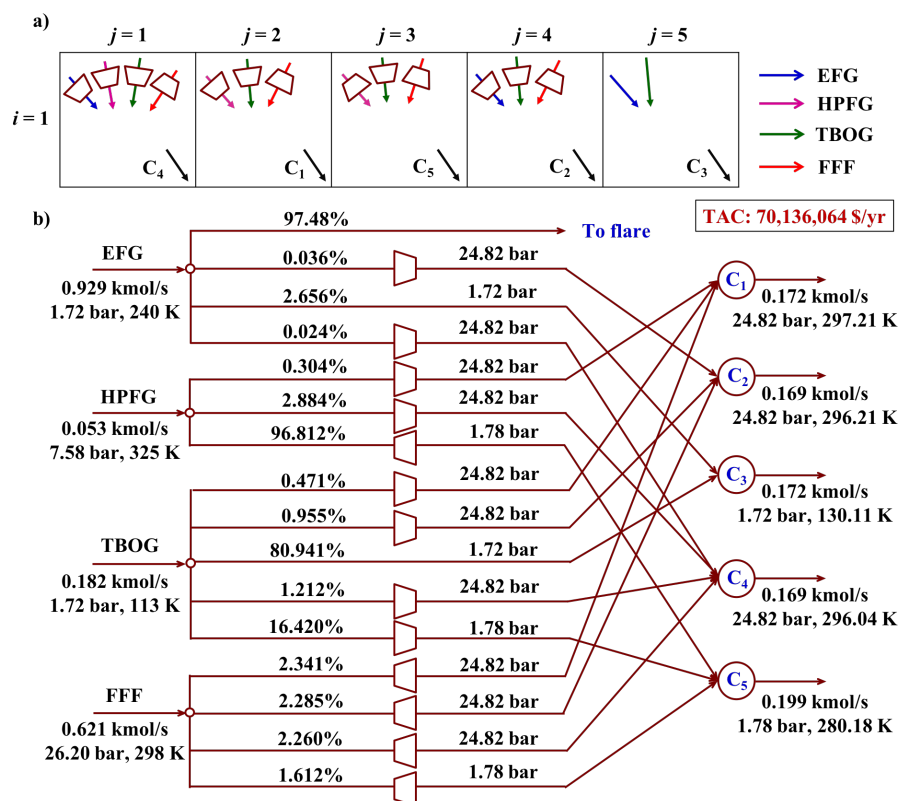 a)
j = 1 j = 2 j = 3 j = 4 j = 5
i = 1
C4 C1 C5 C2 C3
EFG
HPFG
TBOG
FFF
b)
TAC: 70,136,064 $/yr
97.48%
To flare
EFG
0.929 kmol/s
1.72 bar, 240 K
0.036% 24.82 bar
2.656% 1.72 bar
0.024% 24.82 bar
HPFG
0.053 kmol/s
7.58 bar, 325 K
0.304% 24.82 bar
2.884% 24.82 bar
96.812% 1.78 bar
TBOG
0.182 kmol/s
1.72 bar, 113 K
0.471% 24.82 bar
0.955% 24.82 bar
80.941% 1.72 bar
1.212% 24.82 bar
16.420% 1.78 bar
FFF
0.621 kmol/s
26.20 bar, 298 K
2.341% 24.82 bar
2.285% 24.82 bar
2.260% 24.82 bar
1.612% 1.78 bar
C1
0.172 kmol/s
24.82 bar, 297.21 K
C2
0.169 kmol/s
24.82 bar, 296.21 K
C3
0.172 kmol/s
1.72 bar, 130.11 K
C4
0.169 kmol/s
24.82 bar, 296.04 K
C5
0.199 kmol/s
1.78 bar, 280.18 K